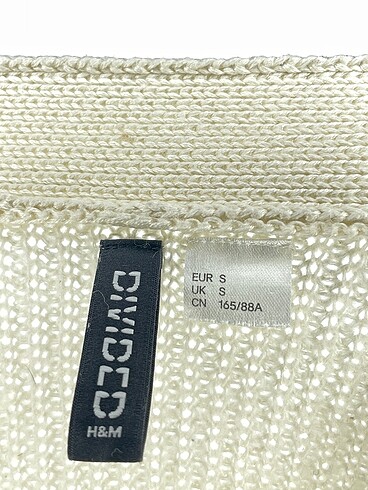 DIVIDED
H&M
EUR S
UK S
CN 165/88A